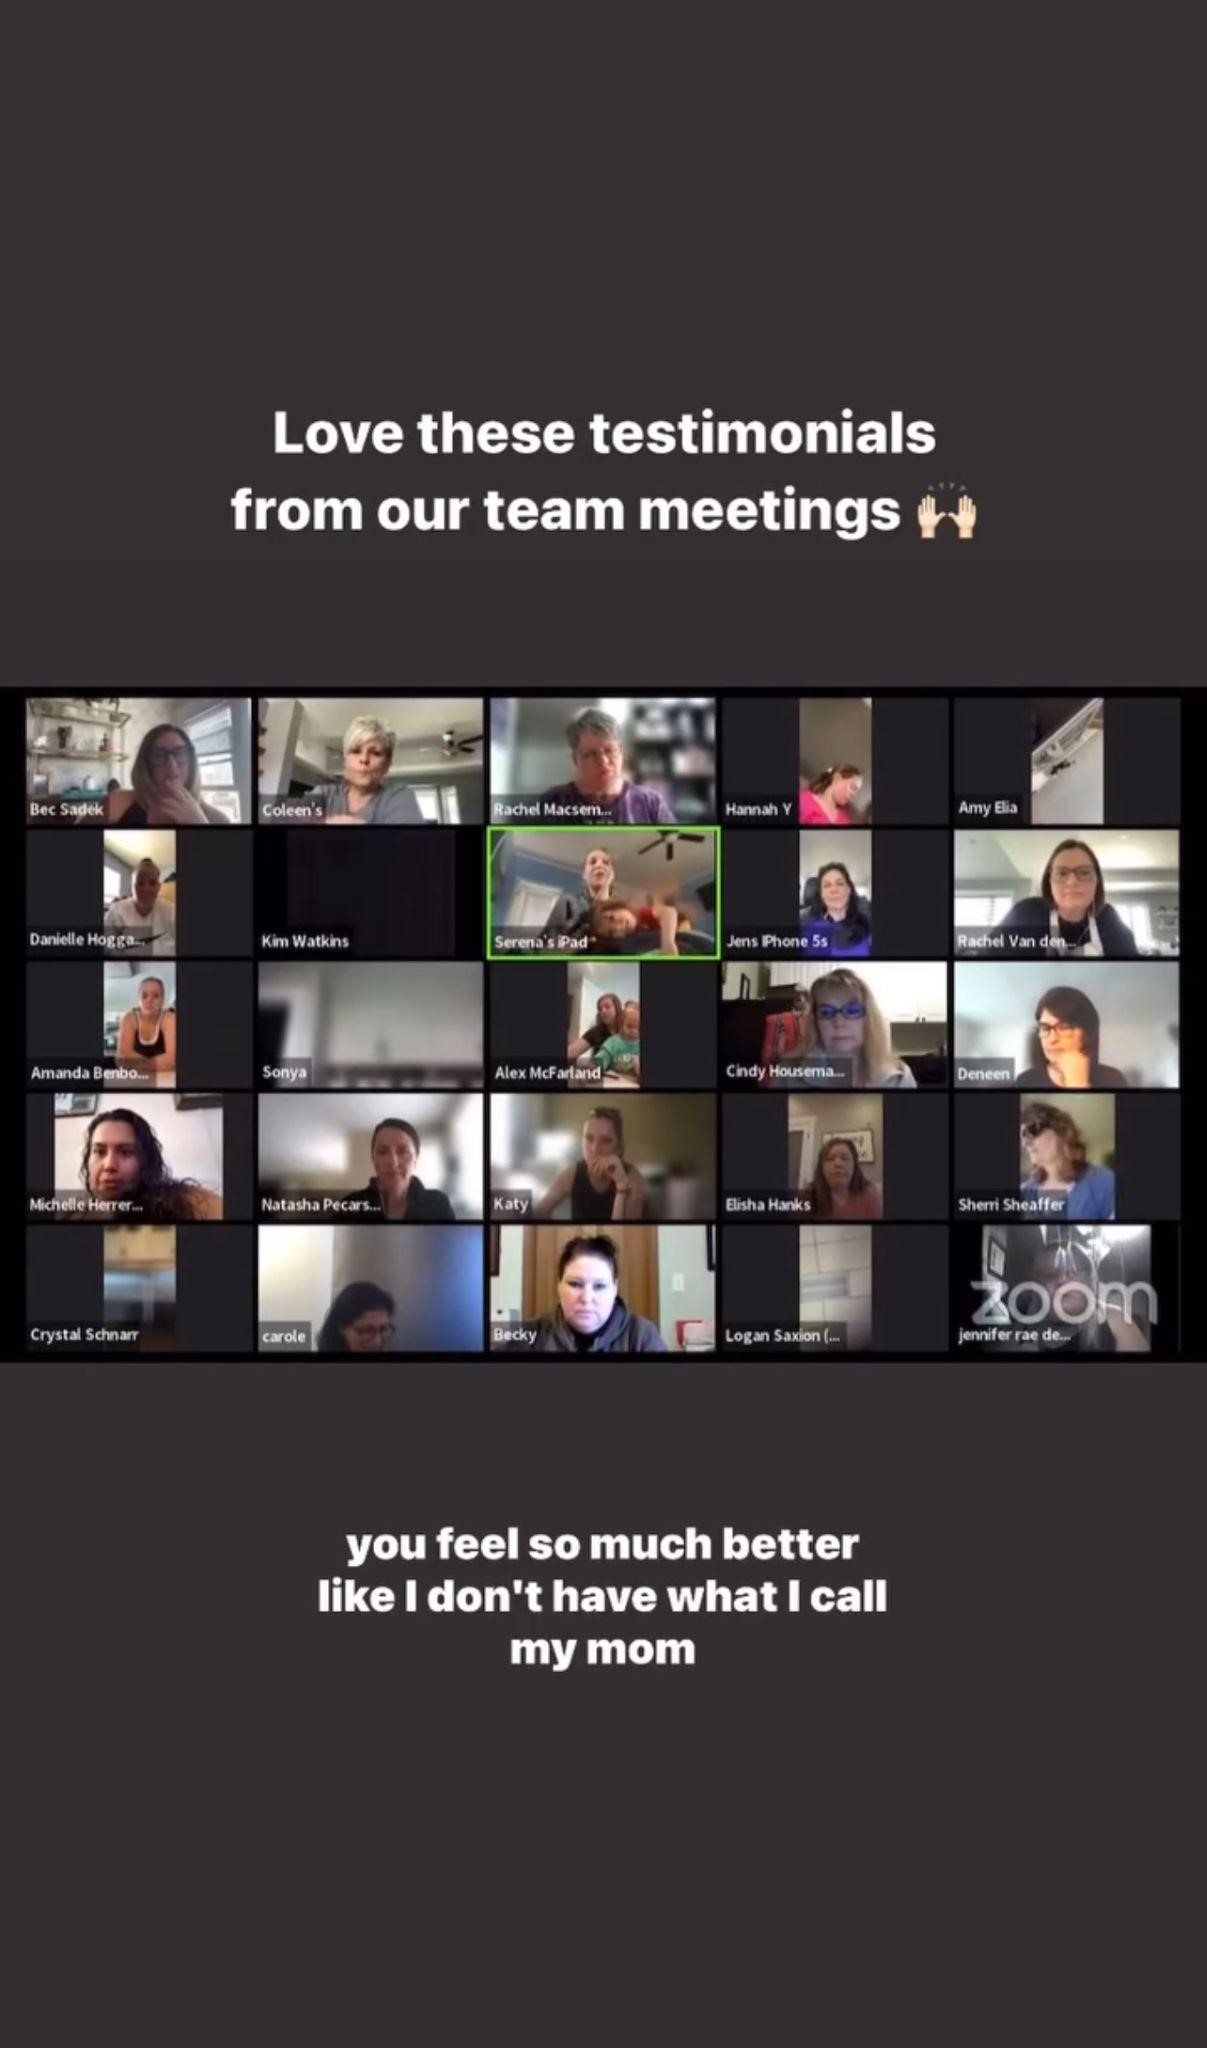 Love these testimonials
from our team meetings 🙌🏻
Bec Sadek
Coleen's
Rachel Macsem...
Hannah Y
Amy Elia
Danielle Hogga...
Kim Watkins
Serena's iPad
Jens IPhone 5s
Rachel Van den...
Amanda Benbo...
Sonya
Alex McFarland
Cindy Housema...
Deneen
Michelle Herrer...
Natasha Pecars...
Katy
Elisha Hanks
Sherri Sheaffer
Crystal Schnarr
carole
Becky
Logan Saxion (...
zoom
jennifer rae de...
you feel so much better
like I don't have what I call
my mom